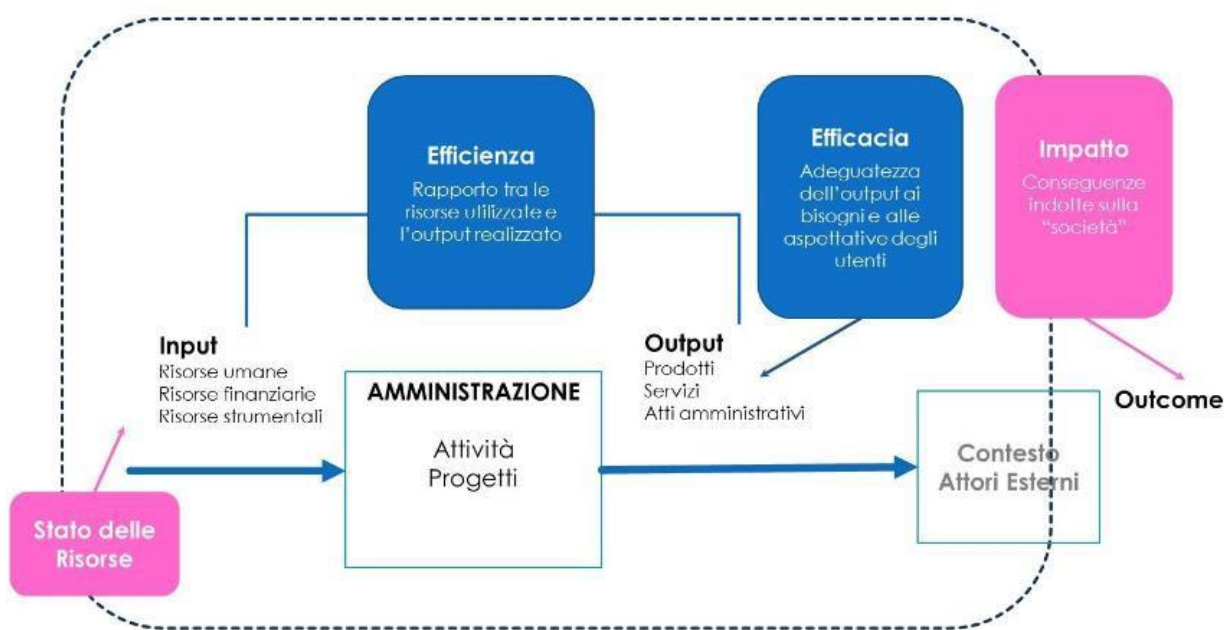 Efficienza
Rapporto tra le
risorse utilizzate e
l'output realizzato
Efficacia
Adeguatezza
dell'output ai
bisogni e alle
aspettative degli
utenti
Impatto
Conseguenze
indotte sulla
"società"
Input
Risorse umane
Risorse finanziarie
Risorse strumentali
AMMINISTRAZIONE
Attività
Progetti
Output
Prodotti
Servizi
Atti amministrativi
Outcome
Contesto
Attori Esterni
Stato delle
Risorse